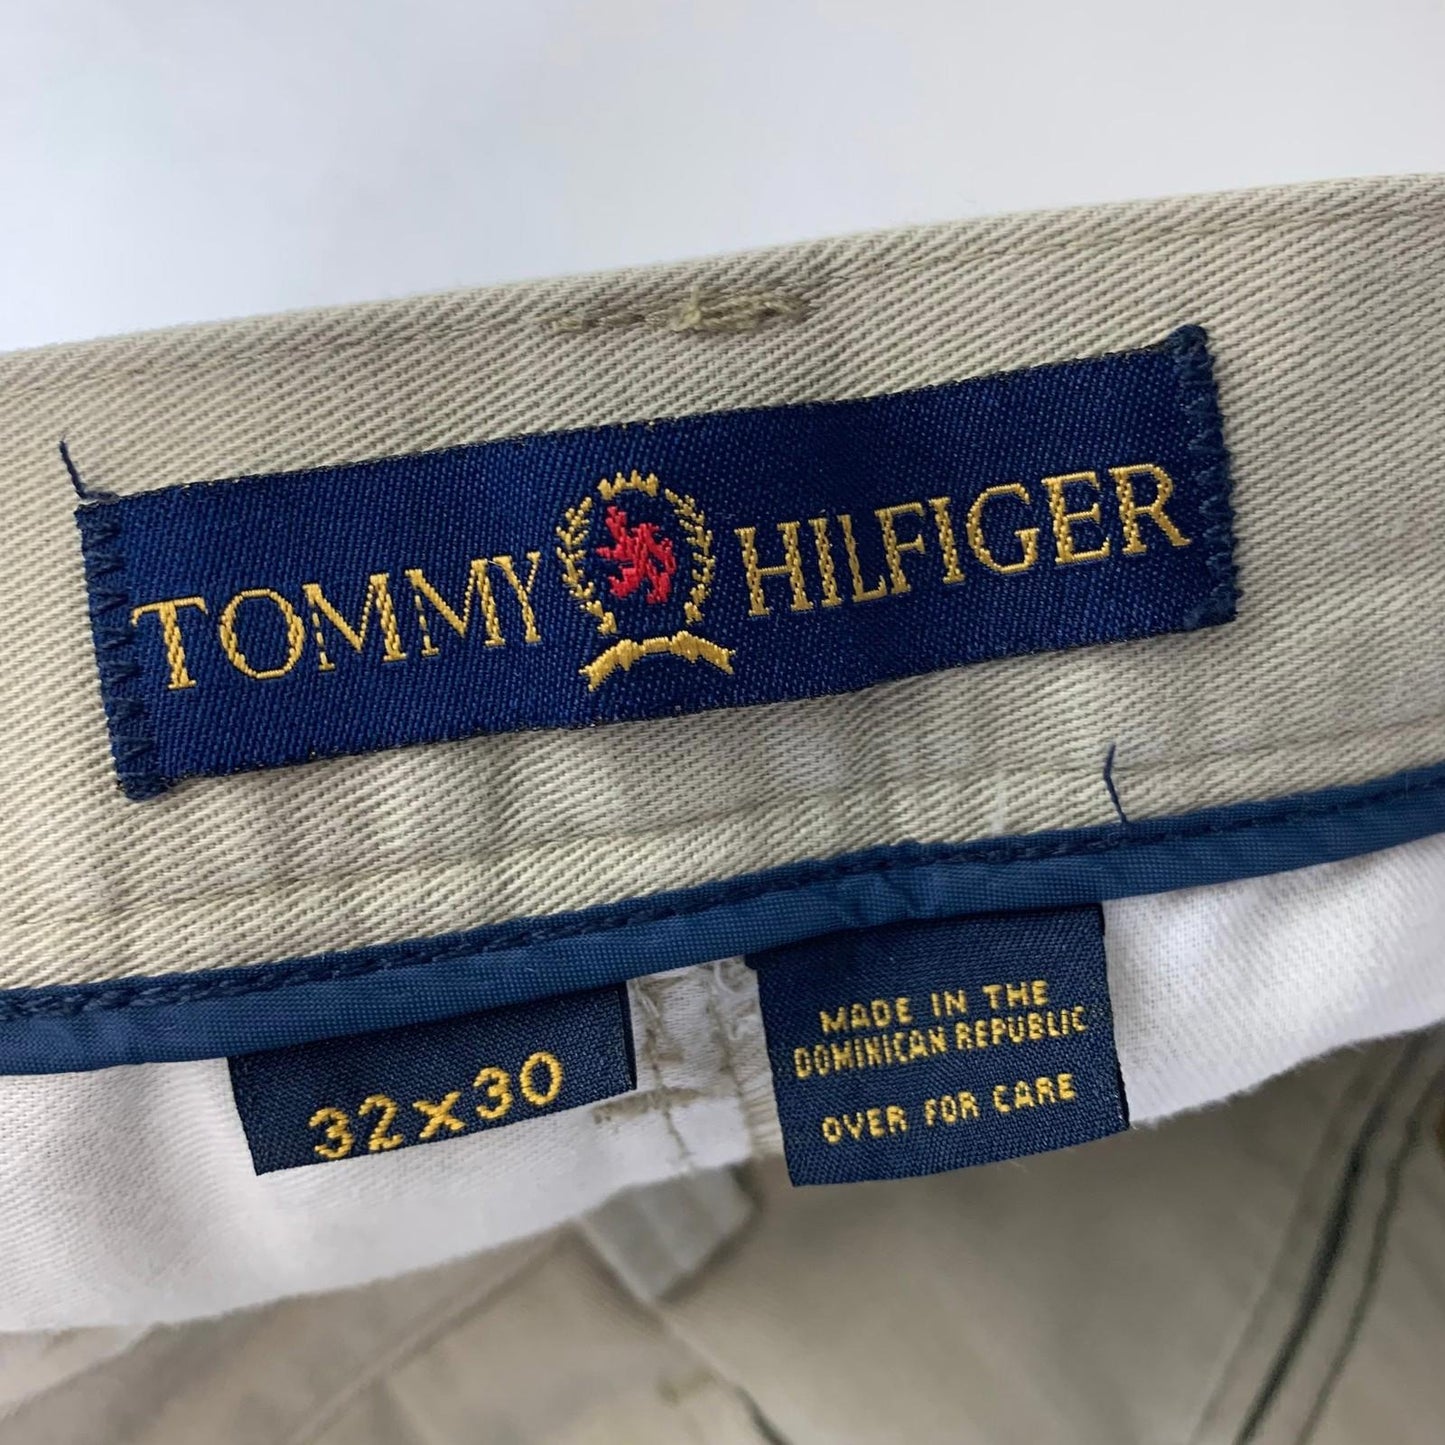 TOMMY HILFIGER
32x30
MADE IN THE
DOMINICAN REPUBLIC
OVER FOR CARE